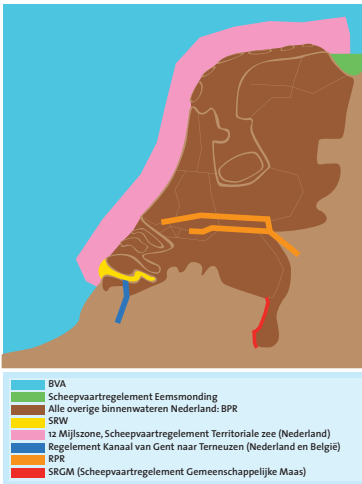 BVA
Scheepvaartregelement Eemsmonding
Alle overige binnenwateren Nederland: BPR
SRW
12 Mijlszone, Scheepvaartregelement Territoriale zee (Nederland)
Regelement Kanaal van Gent naar Terneuzen (Nederland en België)
RPR
SRGM (Scheepvaartregelement Gemeenschappelijke Maas)